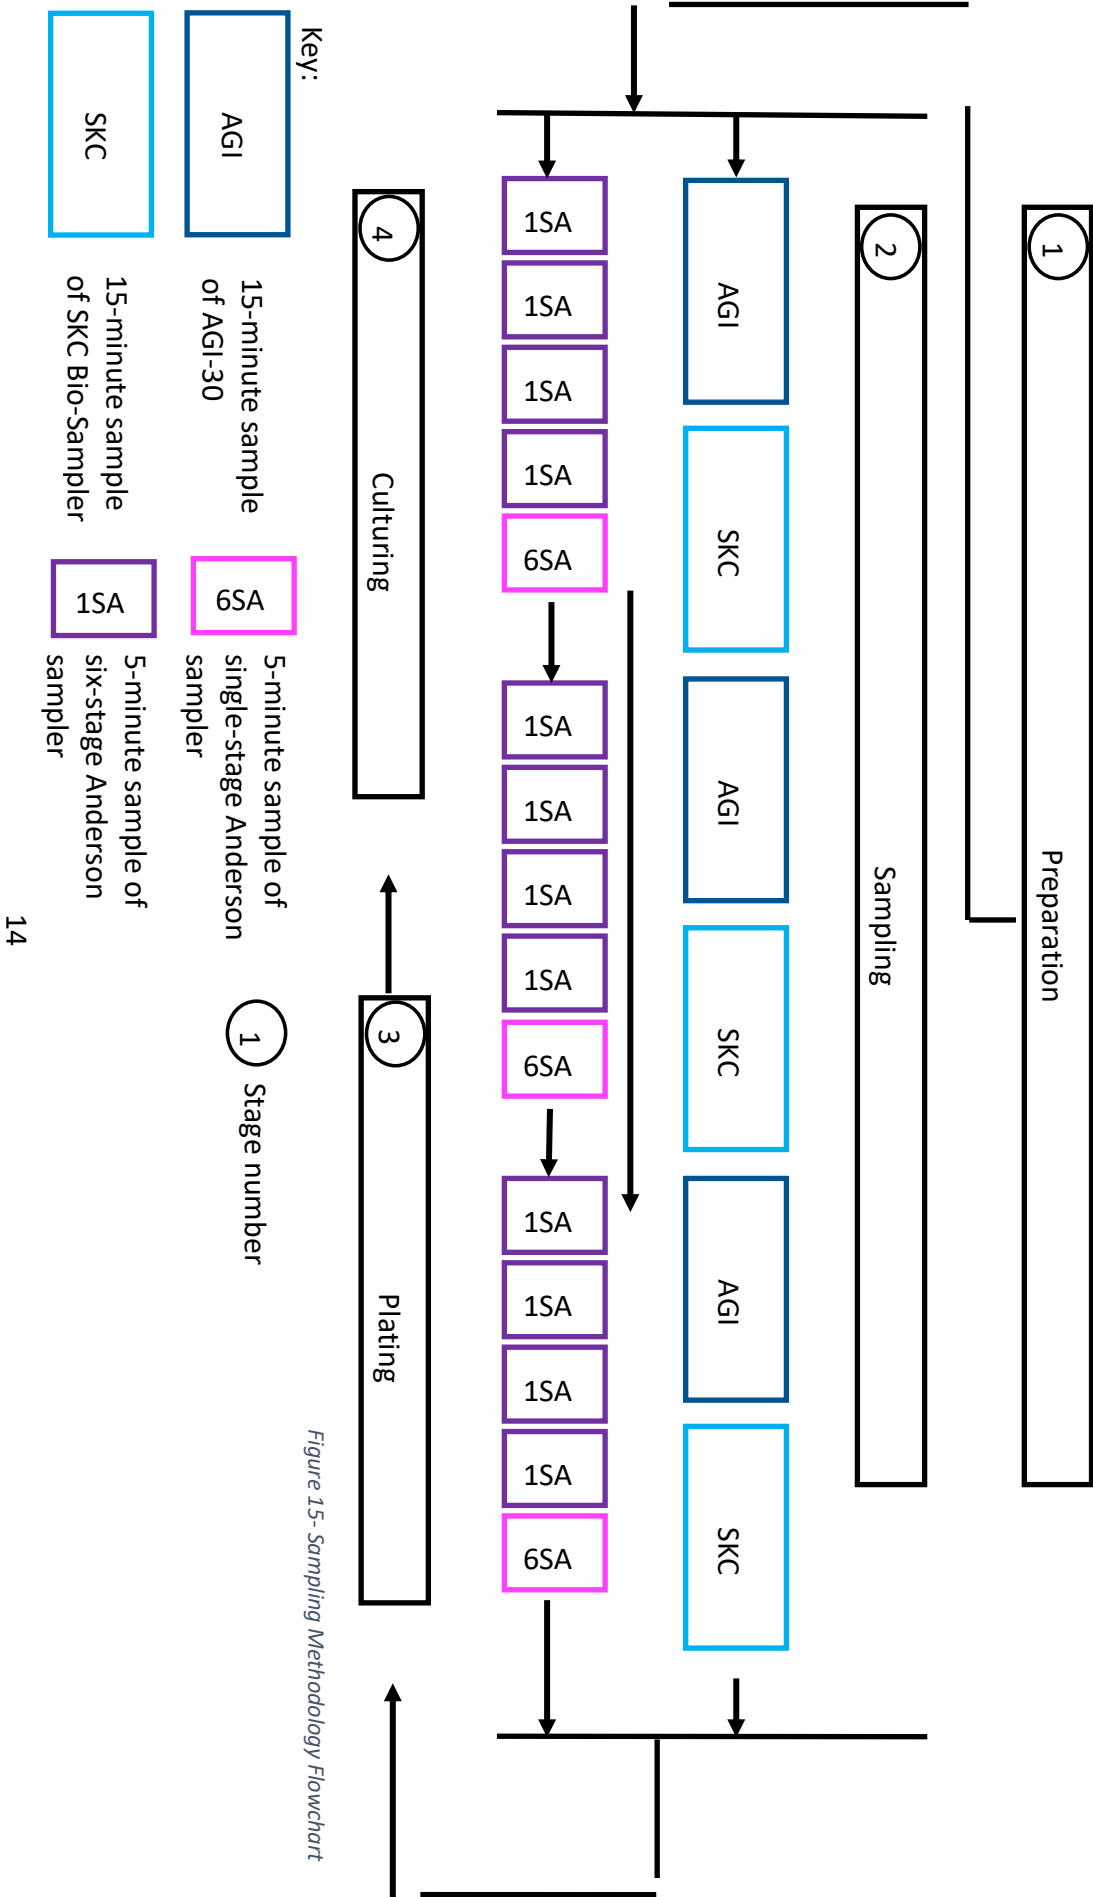 1
Preparation
2
Sampling
AGI
SKC
AGI
SKC
AGI
SKC
1SA
1SA
1SA
1SA
6SA
1SA
1SA
1SA
1SA
6SA
1SA
1SA
1SA
1SA
6SA
4
Culturing
3
Plating
Figure 15- Sampling Methodology Flowchart
Key:
AGI
15-minute sample
of AGI-30
6SA
5-minute sample of
single-stage Anderson
sampler
1
Stage number
SKC
15-minute sample
of SKC Bio-Sampler
1SA
5-minute sample of
six-stage Anderson
sampler
14